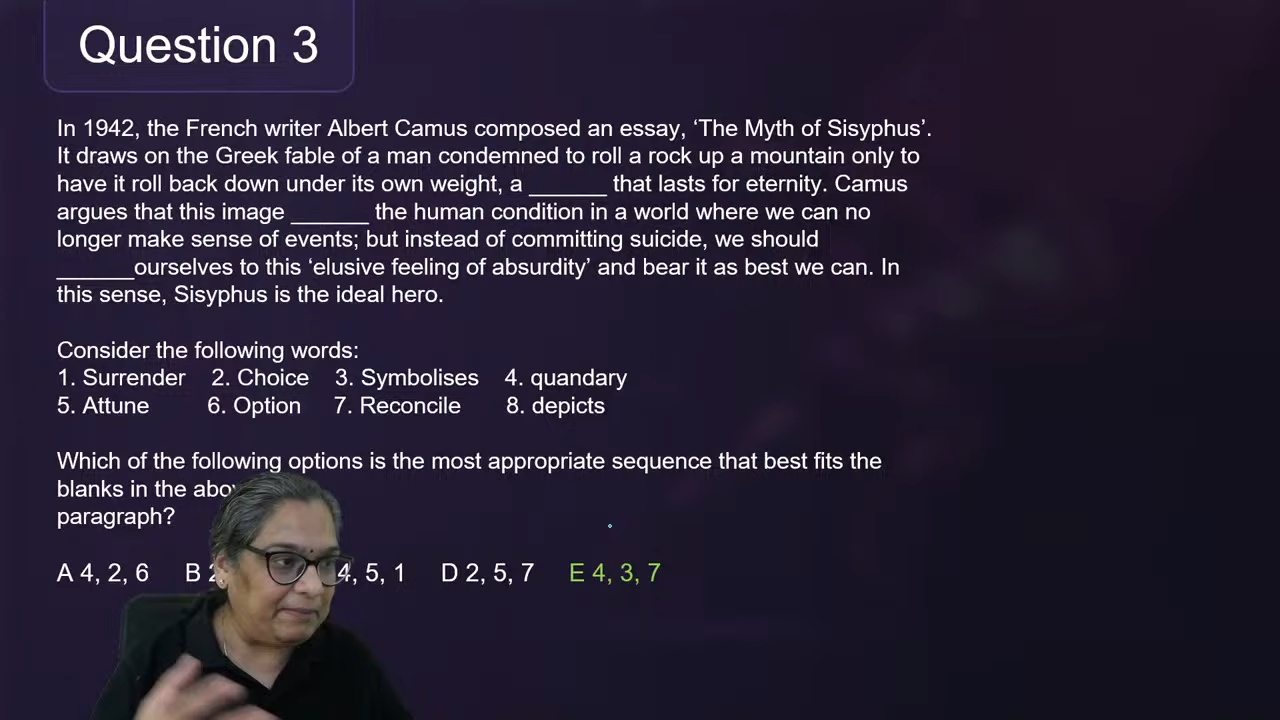 Question 3
In 1942, the French writer Albert Camus composed an essay, ‘The Myth of Sisyphus’.
It draws on the Greek fable of a man condemned to roll a rock up a mountain only to
have it roll back down under its own weight, a ______ that lasts for eternity. Camus
argues that this image ______ the human condition in a world where we can no
longer make sense of events; but instead of committing suicide, we should
______ourselves to this ‘elusive feeling of absurdity’ and bear it as best we can. In
this sense, Sisyphus is the ideal hero.
Consider the following words:
1. Surrender 2. Choice 3. Symbolises 4. quandary
5. Attune 6. Option 7. Reconcile 8. depicts
Which of the following options is the most appropriate sequence that best fits the
blanks in the
paragraph?
A 4, 2, 6 B 4, 5, 1 D 2, 5, 7 E 4, 3, 7